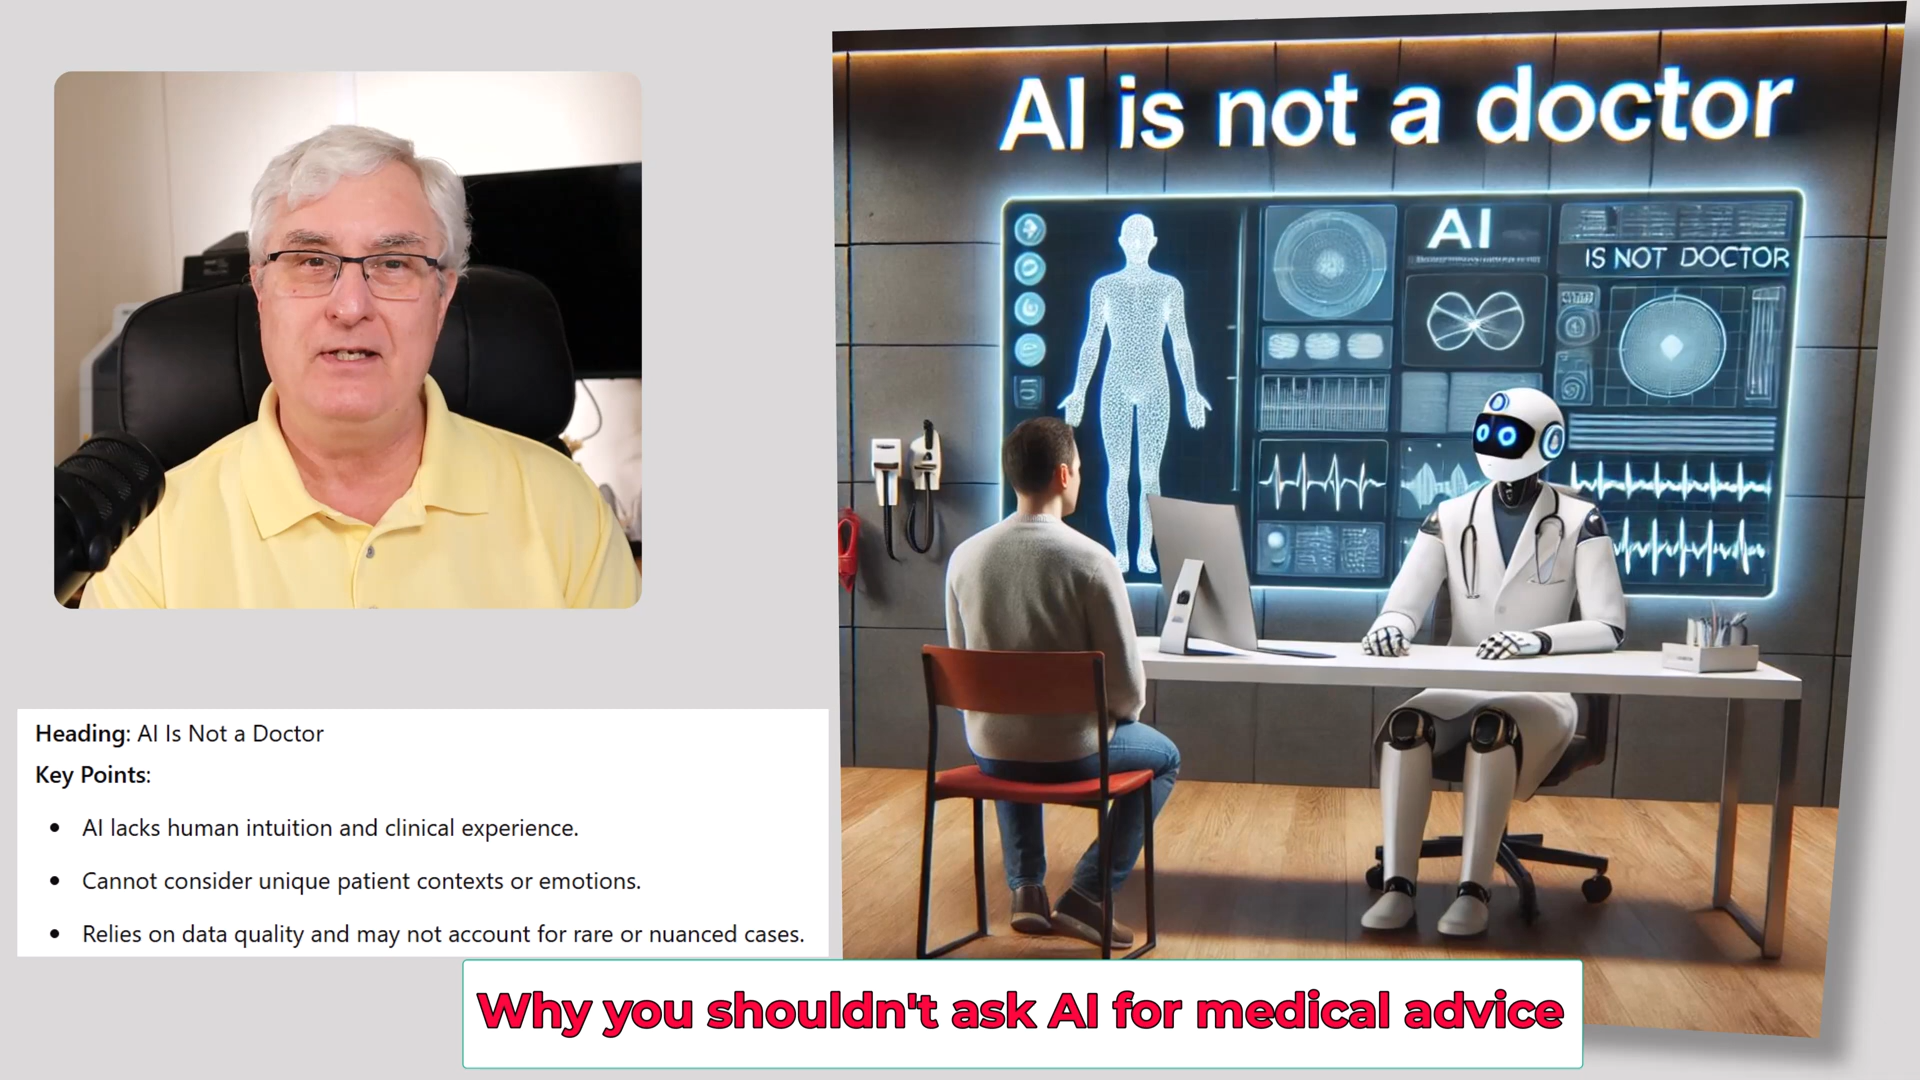 AI is not a doctor
AI
IS NOT DOCTOR
Heading: AI Is Not a Doctor
Key Points:
• AI lacks human intuition and clinical experience.
• Cannot consider unique patient contexts or emotions.
• Relies on data quality and may not account for rare or nuanced cases.
Why you shouldn't ask AI for medical advice